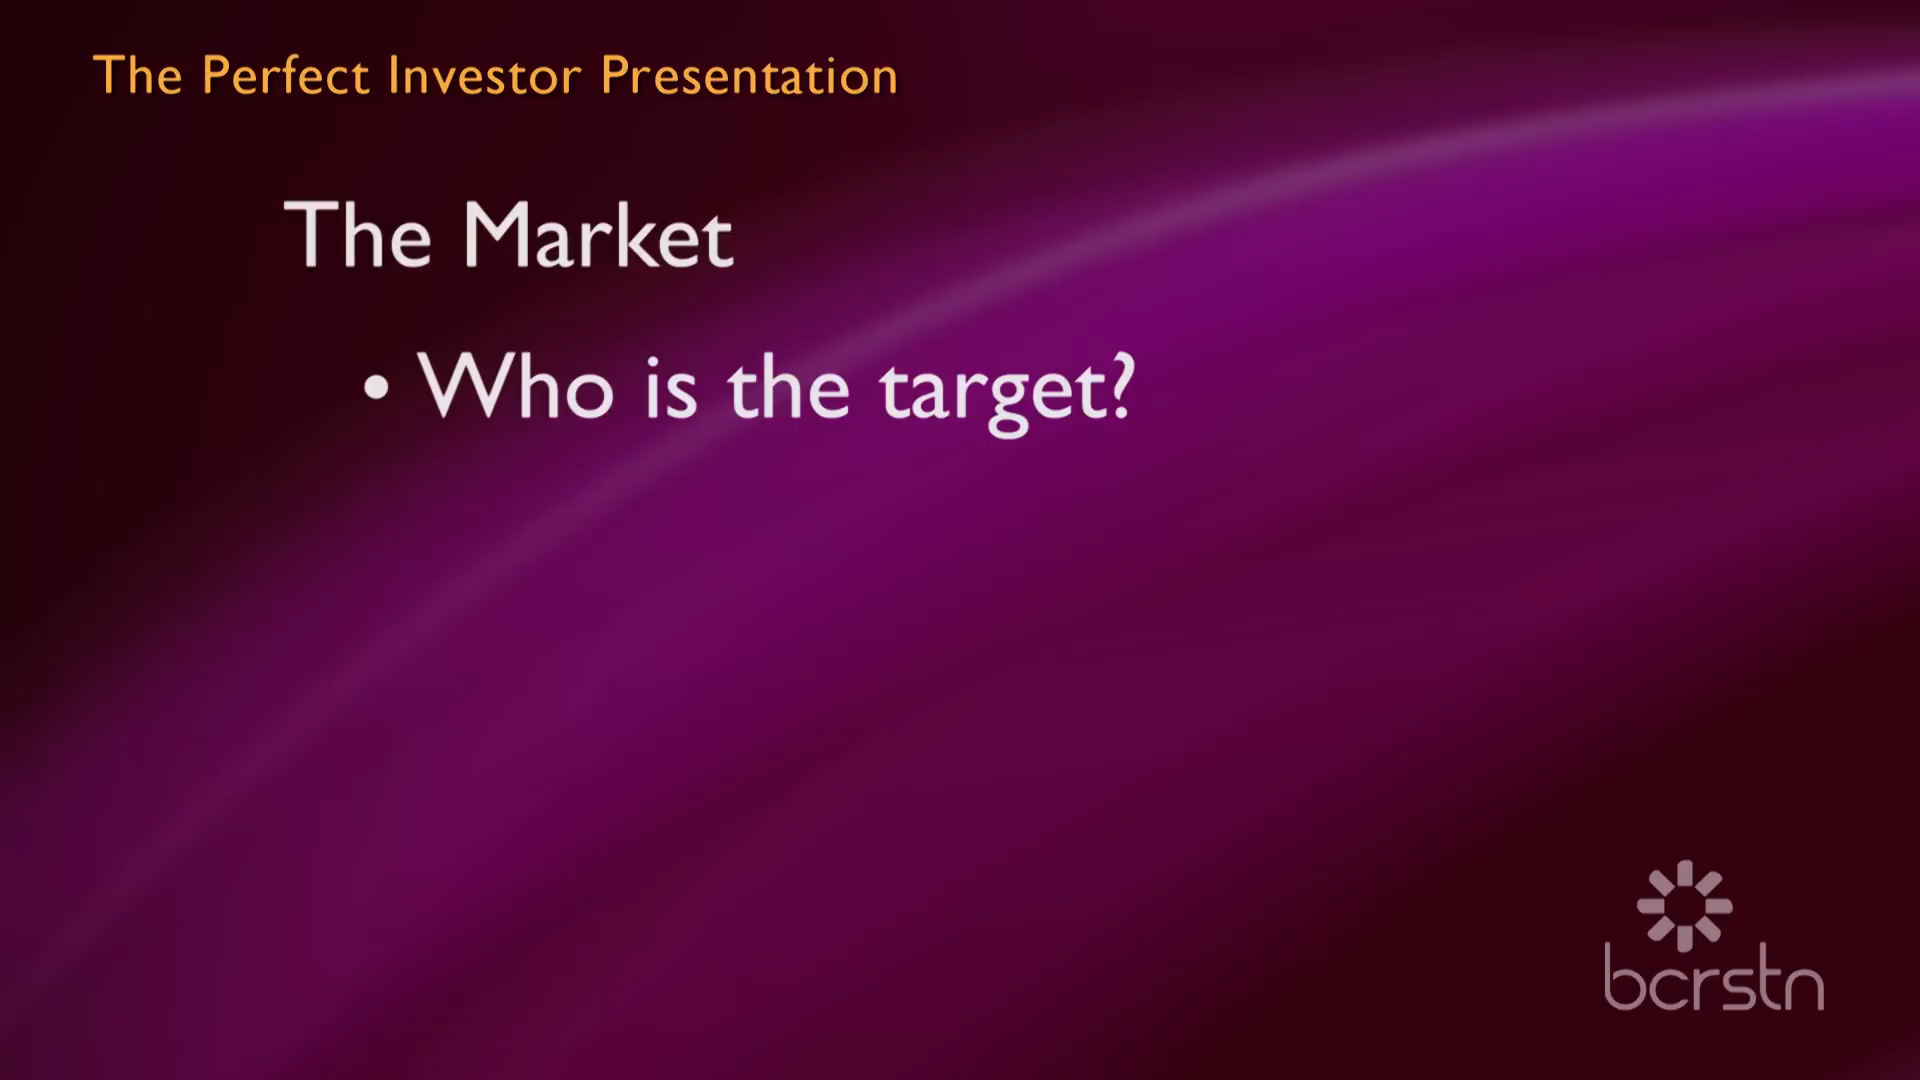 The Perfect Investor Presentation
The Market
• Who is the target?
bcrstn